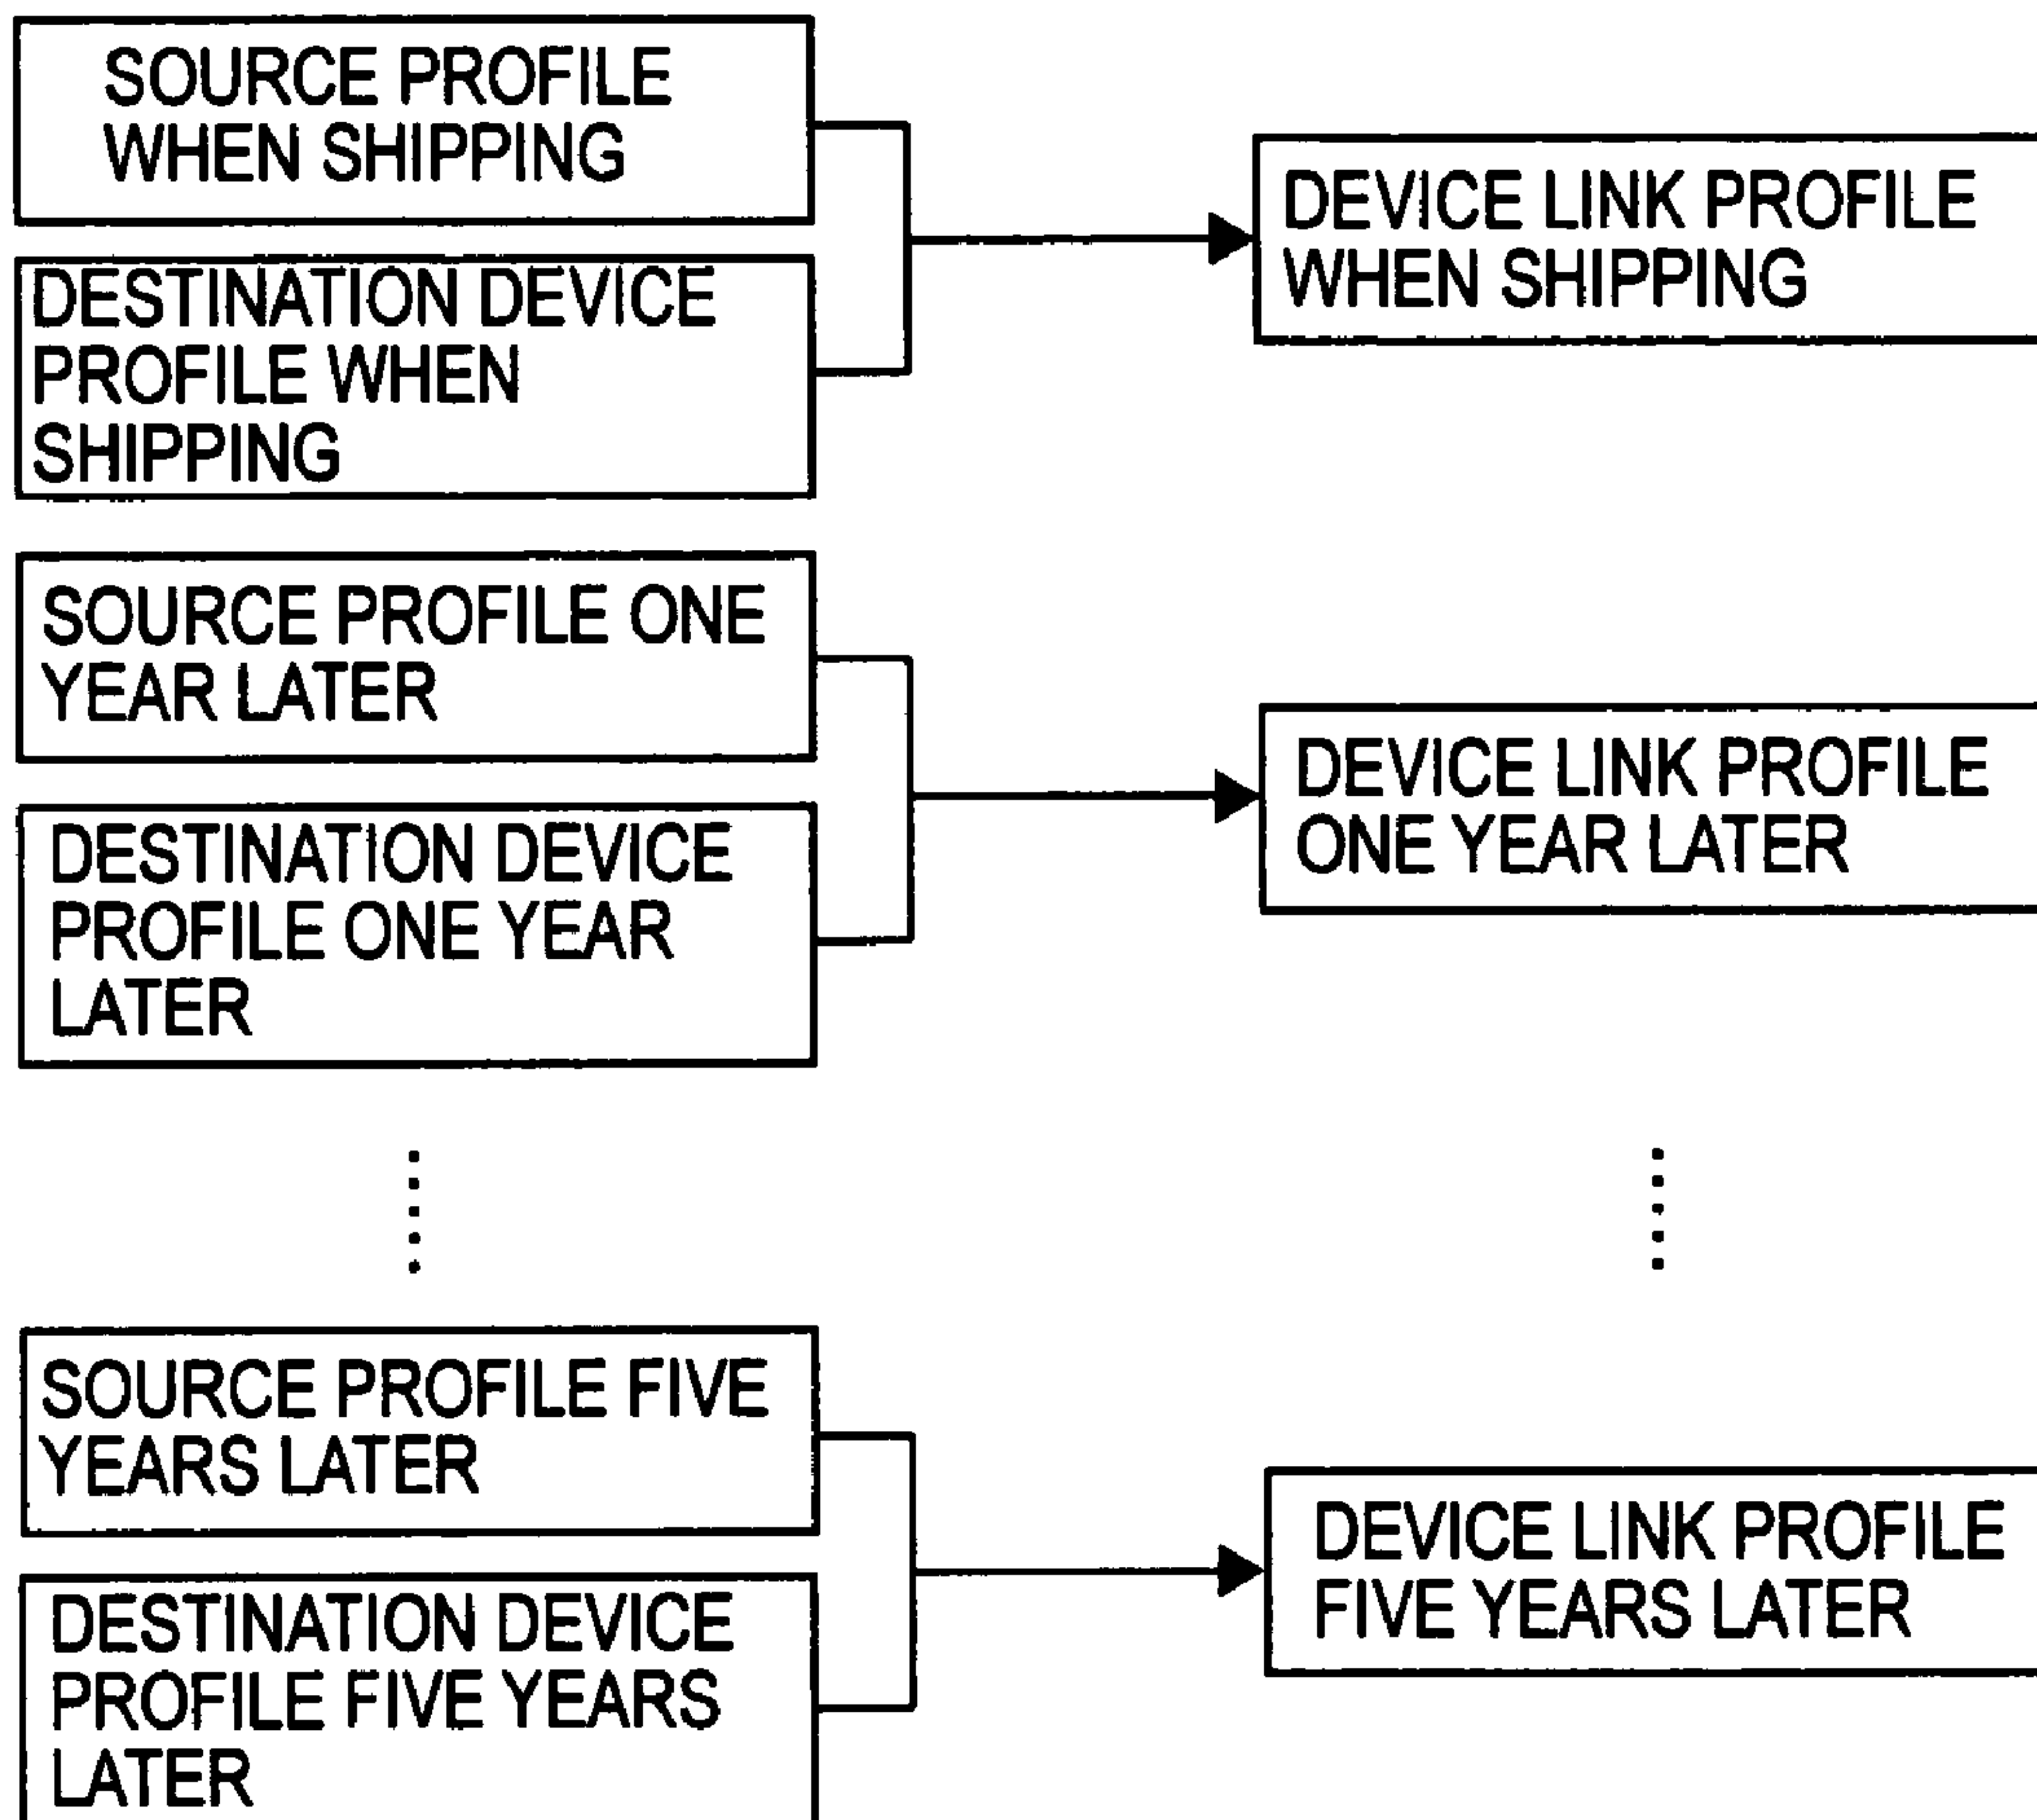 SOURCE PROFILE
WHEN SHIPPING
DESTINATION DEVICE
PROFILE WHEN
SHIPPING
DEVICE LINK PROFILE
WHEN SHIPPING
SOURCE PROFILE ONE
YEAR LATER
DESTINATION DEVICE
PROFILE ONE YEAR
LATER
DEVICE LINK PROFILE
ONE YEAR LATER
SOURCE PROFILE FIVE
YEARS LATER
DESTINATION DEVICE
PROFILE FIVE YEARS
LATER
DEVICE LINK PROFILE
FIVE YEARS LATER